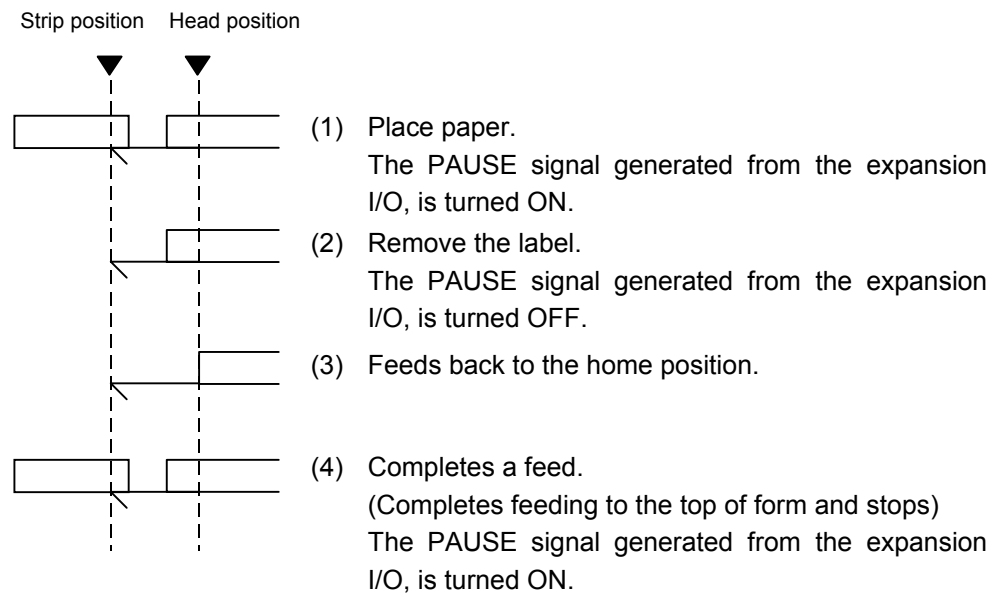 Strip position Head position
(1) Place paper.
The PAUSE signal generated from the expansion
I/O, is turned ON.
(2) Remove the label.
The PAUSE signal generated from the expansion
I/O, is turned OFF.
(3) Feeds back to the home position.
(4) Completes a feed.
(Completes feeding to the top of form and stops)
The PAUSE signal generated from the expansion
I/O, is turned ON.